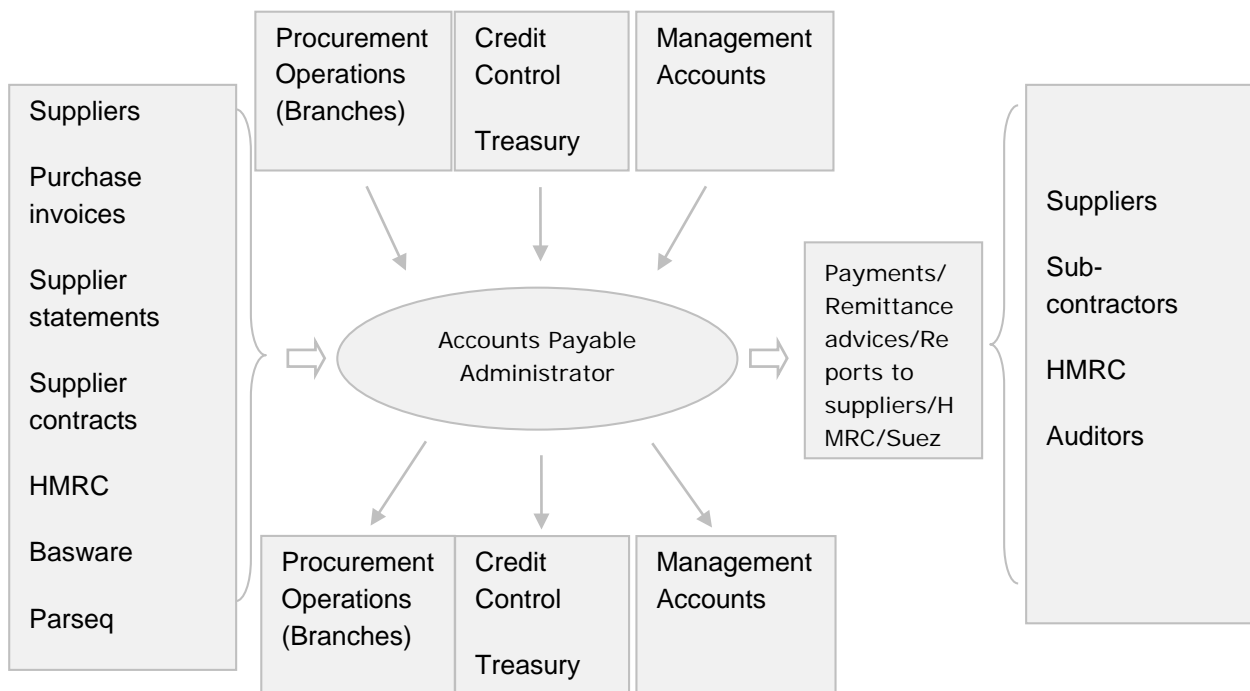 Procurement
Operations
(Branches)
Credit
Control
Treasury
Management
Accounts
Suppliers
Purchase
invoices
Supplier
statements
Supplier
contracts
HMRC
Basware
Parseq
Accounts Payable
Administrator
Payments/
Remittance
advices/Re
ports to
suppliers/H
MRC/Suez
Suppliers
Sub-
contractors
HMRC
Auditors
Procurement
Operations
(Branches)
Credit
Control
Treasury
Management
Accounts